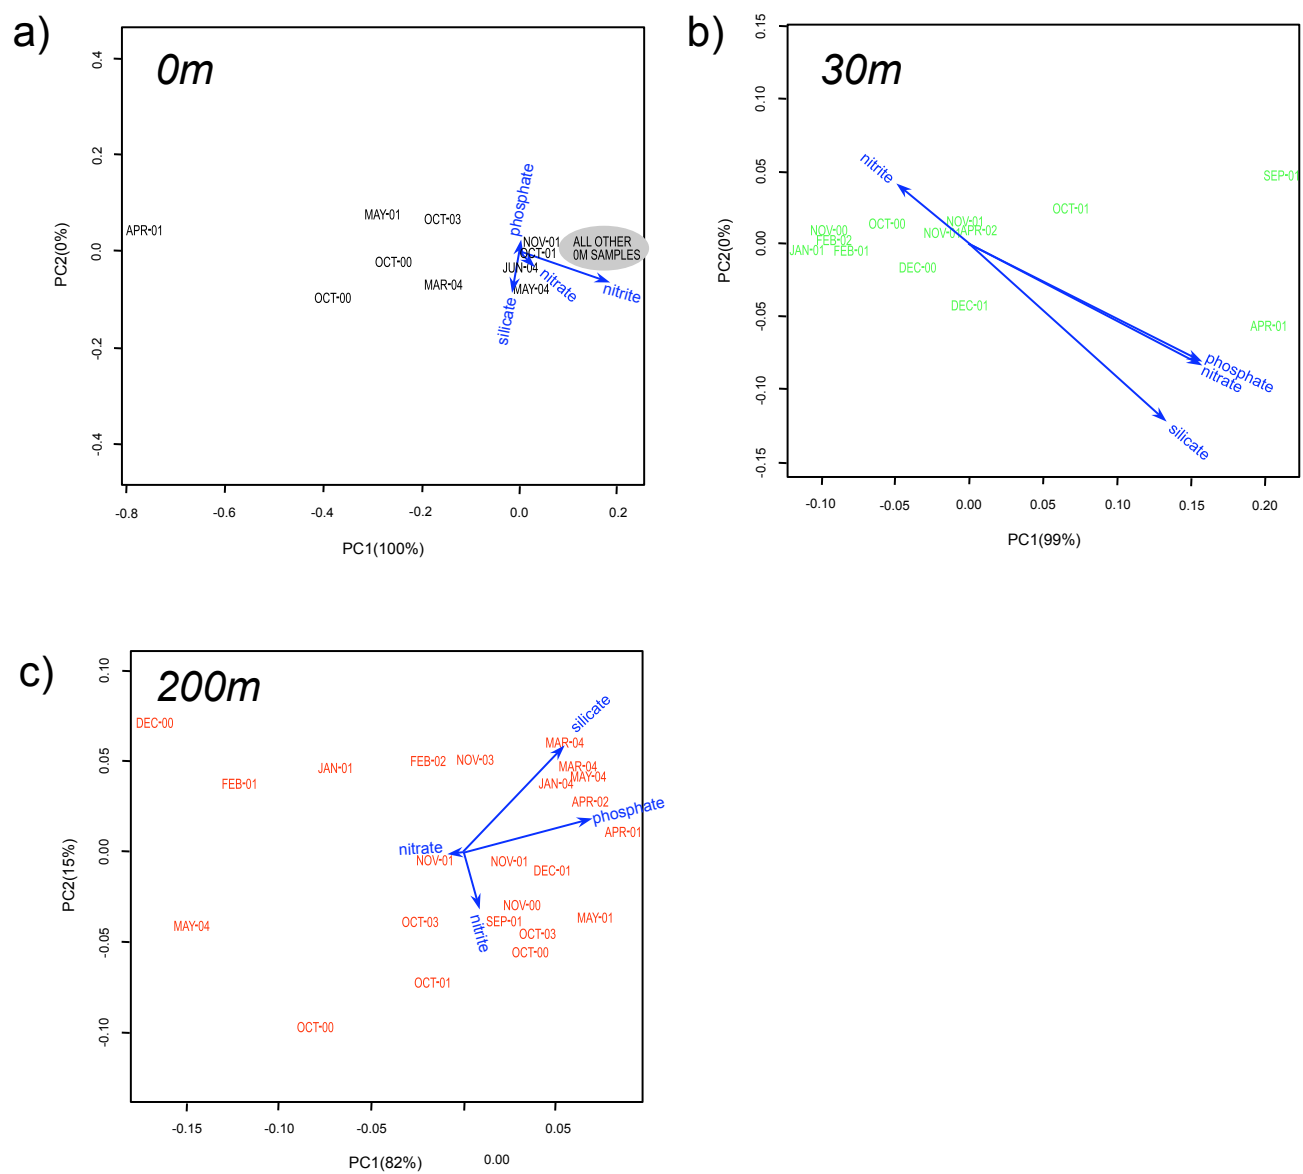 a)
0m
0.4
0.2
0.0
-0.2
-0.4
PC2(0%)
APR-01
MAY-01
OCT-03
OCT-00
OCT-00
MAR-04
phosphate
NOV-01
OCT-01
JUN-04
MAY-04
ALL OTHER
0M SAMPLES
nitrate
nitrite
silicate
-0.8
-0.6
-0.4
-0.2
0.0
0.2
PC1(100%)
b)
30m
0.15
0.10
0.05
0.00
-0.05
-0.10
-0.15
PC2(0%)
nitrite
SEP-01
OCT-01
NOV-00
OCT-00
NOV-01
NOV-01
APR-02
FEB-02
JAN-01
FEB-01
DEC-00
DEC-01
APR-01
phosphate
nitrate
silicate
-0.10
-0.05
0.00
0.05
0.10
0.15
0.20
PC1(99%)
c)
200m
0.10
0.05
0.00
-0.05
-0.10
PC2(15%)
DEC-00
silicate
MAR-04
FEB-01
JAN-01
FEB-02
NOV-03
MAR-04
MAY-04
JAN-04
APR-02
phosphate
APR-01
nitrate
NOV-01
NOV-01
DEC-01
NOV-00
MAY-04
OCT-03
SEP-01
MAY-01
nitrite
OCT-03
OCT-00
OCT-01
OCT-00
-0.15
-0.10
-0.05
0.05
PC1(82%)
0.00